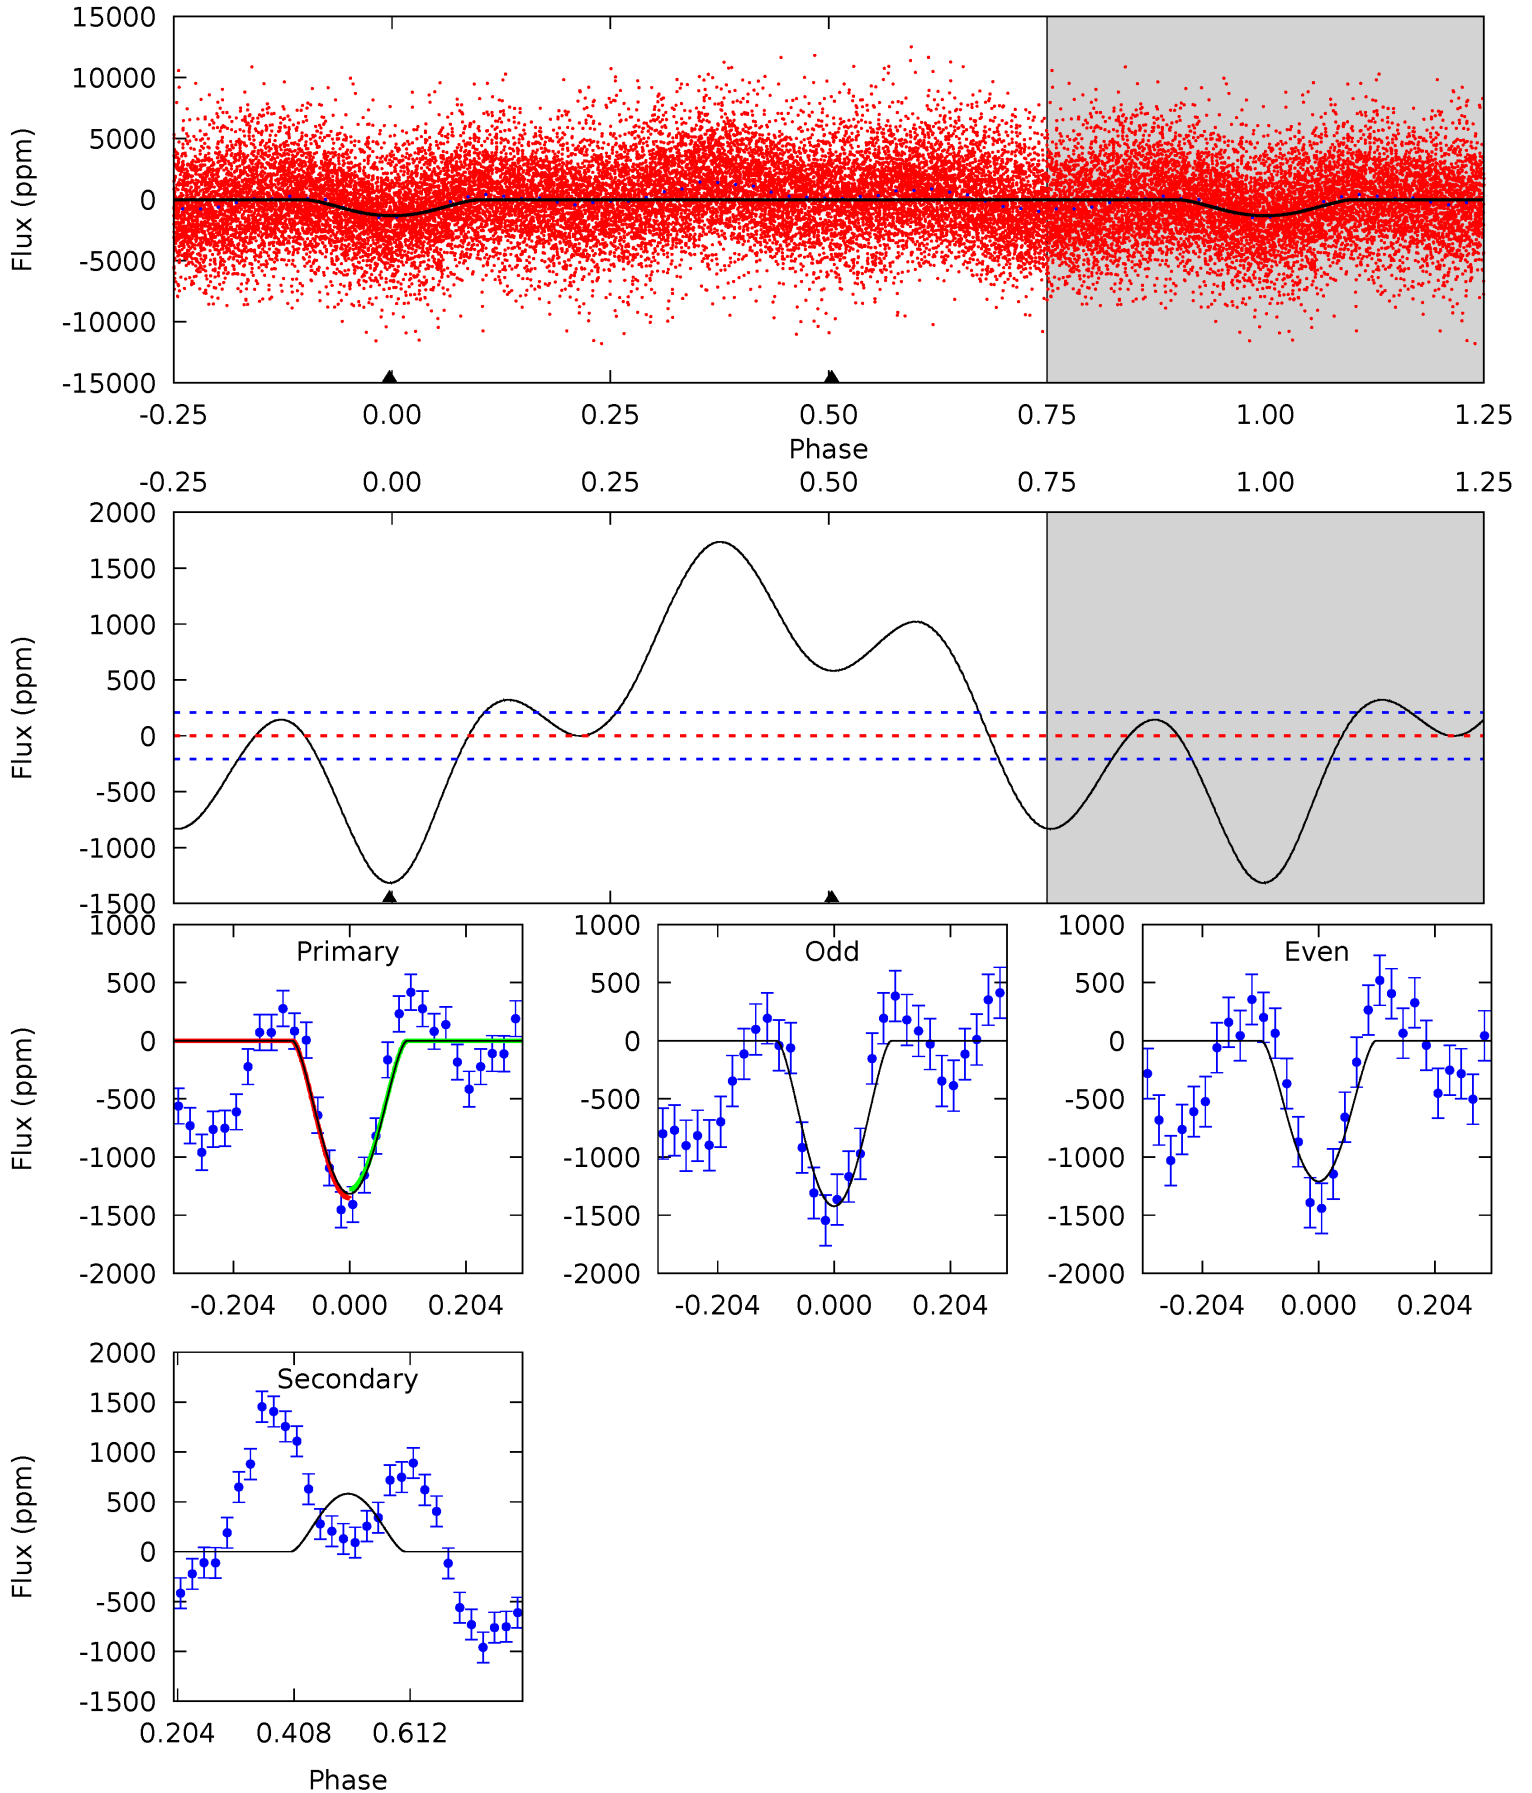 15000
10000
5000
0
-5000
-10000
-15000
Flux (ppm)
-0.25 0.00 0.25 0.50 0.75 1.00 1.25
Phase
-0.25 0.00 0.25 0.50 0.75 1.00 1.25
2000
1500
1000
500
0
-500
-1000
-1500
Flux (ppm)
1000 1000 1000
Primary Odd Even
500 500 500
0 0 0
-500 -500 -500
-1000 -1000 -1000
-1500 -1500 -1500
-2000 -2000 -2000
Flux (ppm)
-0.204 0.000 0.204 -0.204 0.000 0.204 -0.204 0.000 0.204
2000
Secondary
1500
1000
500
0
-500
-1000
-1500
Flux (ppm)
0.204 0.408 0.612
Phase